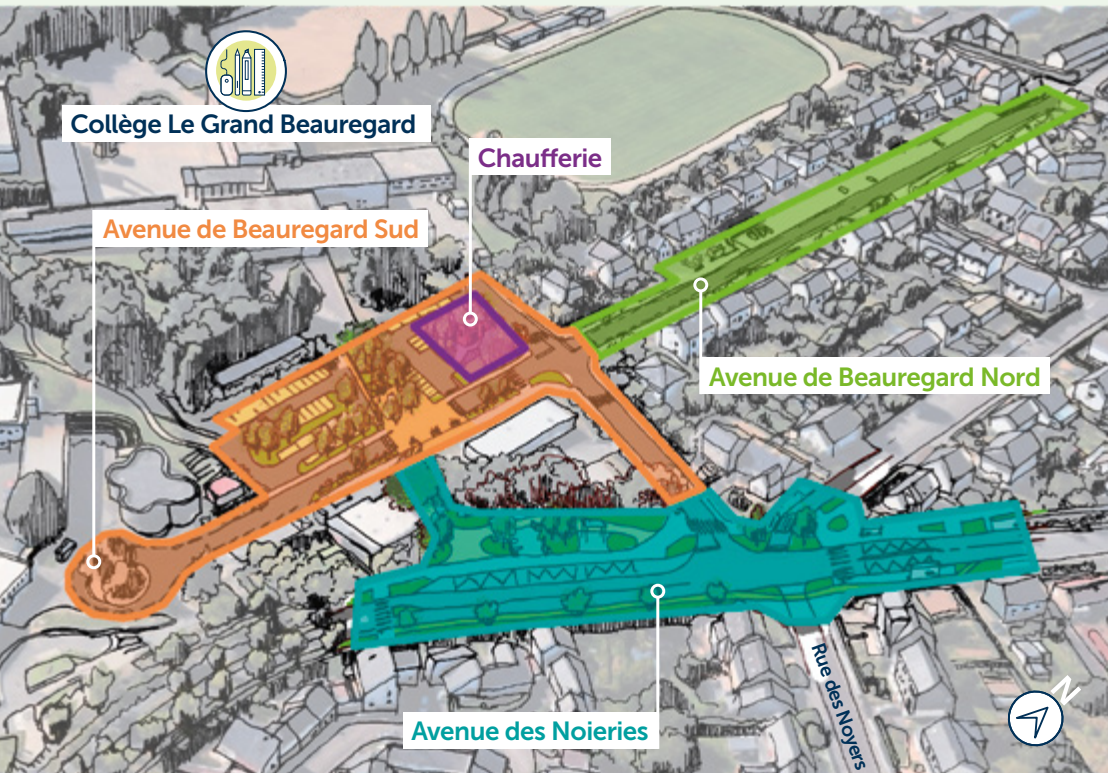 Collège Le Grand Beauregard
Chaufferie
Avenue de Beauregard Sud
Avenue de Beauregard Nord
Avenue des Noieries
Rue des Noyers
N